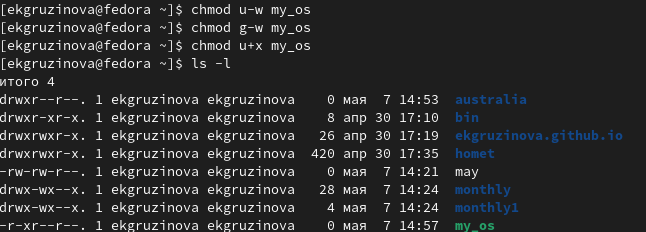 [ekgruzinova@fedora ~]$ chmod u-w my_os
[ekgruzinova@fedora ~]$ chmod g-w my_os
[ekgruzinova@fedora ~]$ chmod u+x my_os
[ekgruzinova@fedora ~]$ ls -l
итого 4
drwxr--r--. 1 ekgruzinova ekgruzinova 0 мая 7 14:53 australia
drwxr-xr-x. 1 ekgruzinova ekgruzinova 8 апр 30 17:10 bin
drwxrwxr-x. 1 ekgruzinova ekgruzinova 26 апр 30 17:19 ekgruzinova.github.io
drwxrwxr-x. 1 ekgruzinova ekgruzinova 420 апр 30 17:35 homet
-rw-rw-r--. 1 ekgruzinova ekgruzinova 0 мая 7 14:21 may
drwx-wx--x. 1 ekgruzinova ekgruzinova 28 мая 7 14:24 monthly
drwx-wx--x. 1 ekgruzinova ekgruzinova 4 мая 7 14:24 monthly1
-r-xr--r--. 1 ekgruzinova ekgruzinova 0 мая 7 14:57 my_os